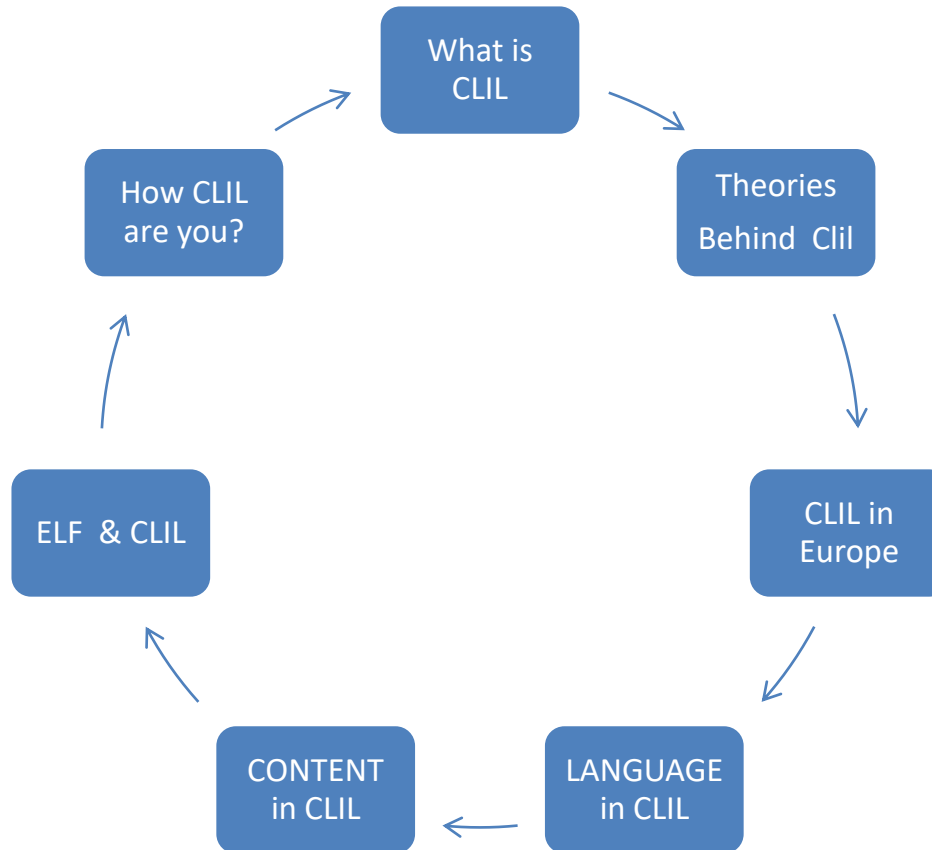 What is
CLIL
Theories
Behind Clil
CLIL in
Europe
LANGUAGE
in CLIL
CONTENT
in CLIL
ELF & CLIL
How CLIL
are you?